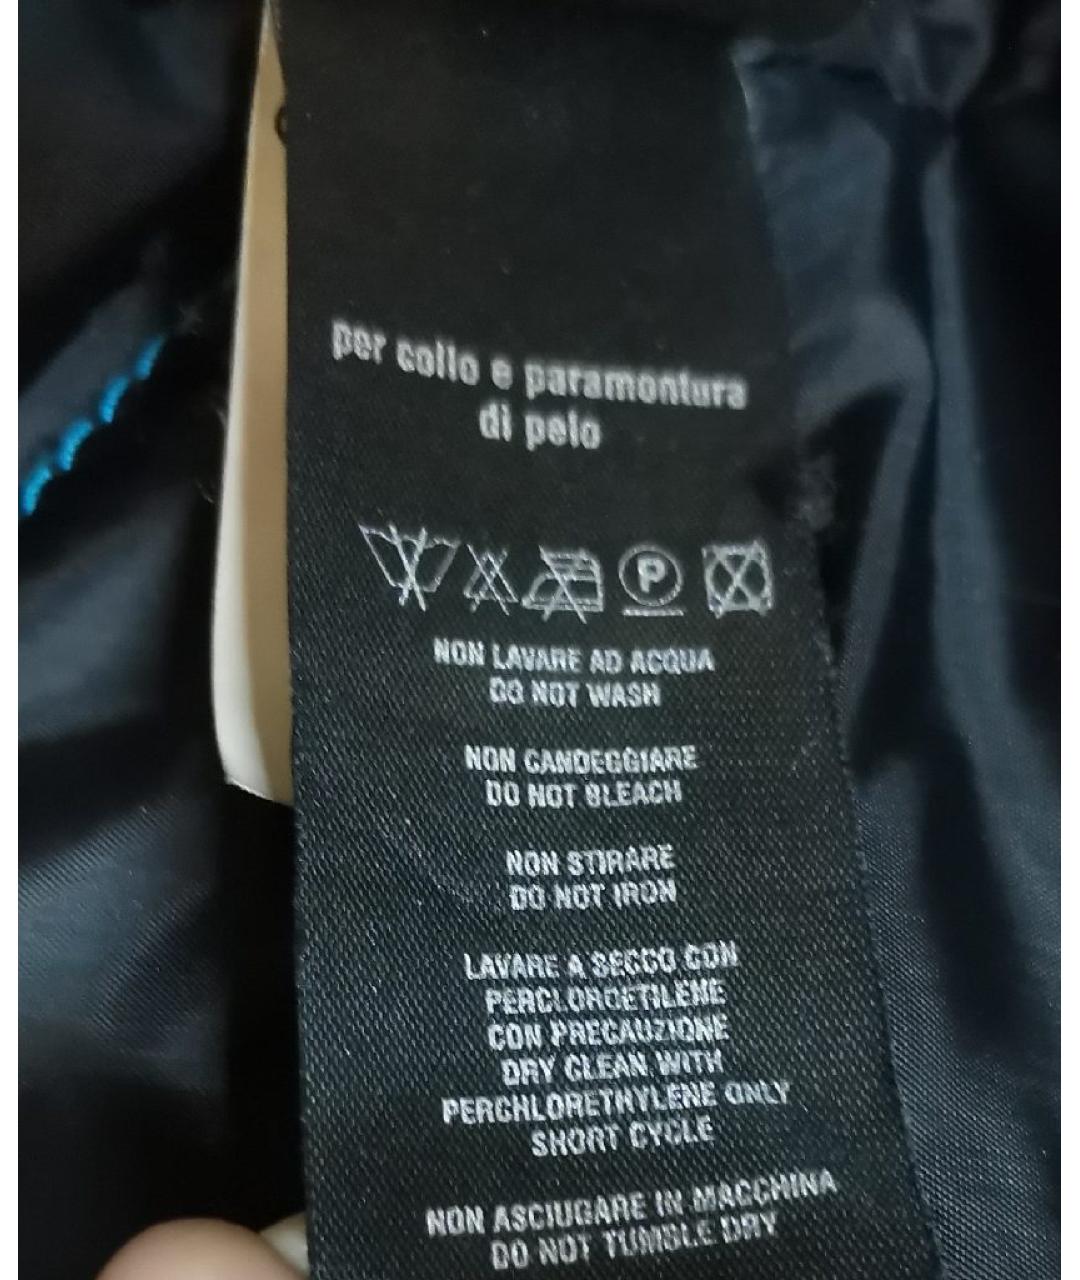 per collo e paramontura
di pelo
P
NON LAVARE AD ACQUA
DO NOT WASH
NON CANDEGGIARE
DO NOT BLEACH
NON STIRARE
DO NOT IRON
LAVARE A SECCO CON
PERCLOROETILENE
CON PRECAUZIONE
DRY CLEAN WITH
PERCHLORETHYLENE ONLY
SHORT CYCLE
NON ASCIUGARE IN MACCHINA
DO NOT TUMBLE DRY